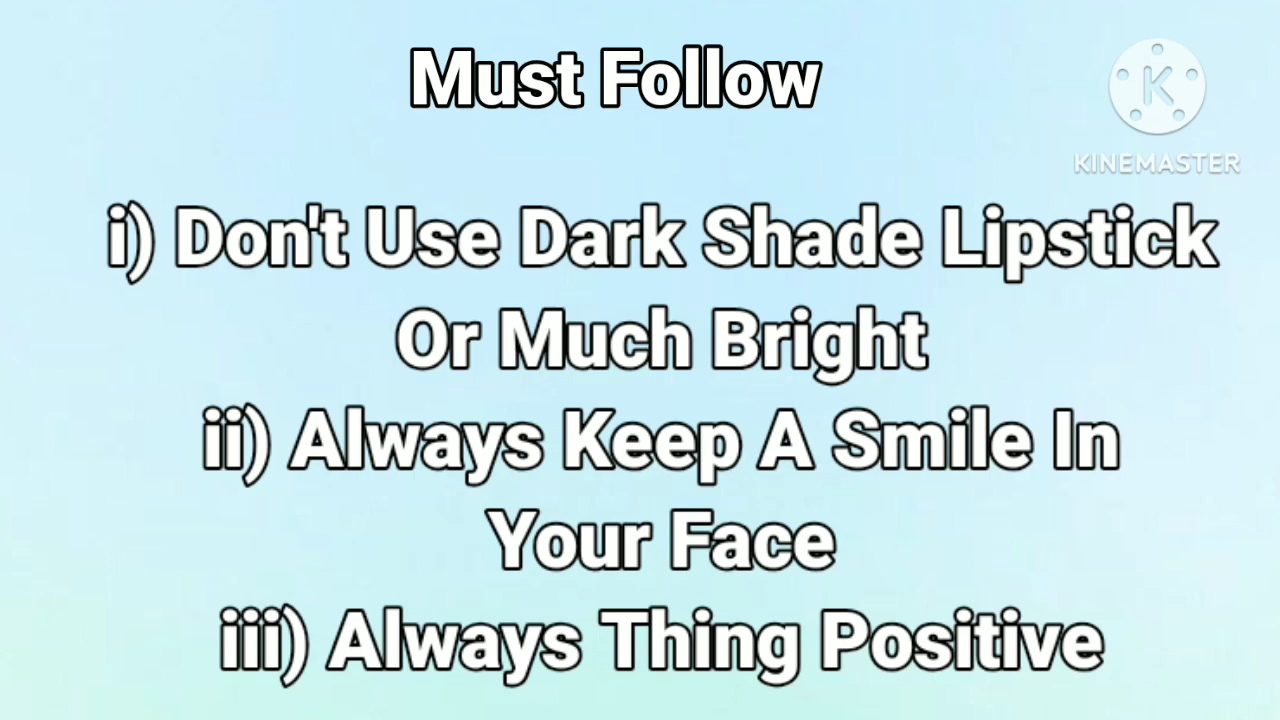 Must Follow
KINEMASTER
i) Don't Use Dark Shade Lipstick
Or Much Bright
ii) Always Keep A Smile In
Your Face
iii) Always Thing Positive